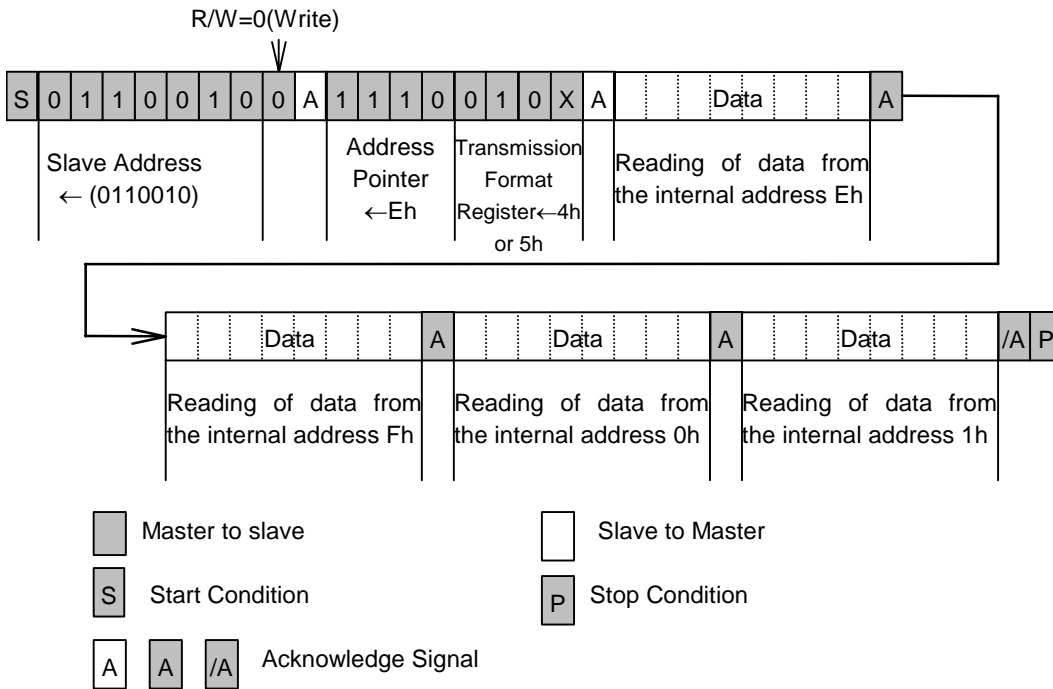 R/W=0(Write)
S 0 1 1 0 0 1 0 0 A 1 1 1 0 0 1 0 X A Data A
Slave Address
← (0110010)
Address
Pointer
←Eh
Transmission
Format
Register←4h
or 5h
Reading of data from
the internal address Eh
Data A Data A Data /A P
Reading of data from
the internal address Fh
Reading of data from
the internal address 0h
Reading of data from
the internal address 1h
Master to slave
Slave to Master
S Start Condition
P Stop Condition
A A /A Acknowledge Signal